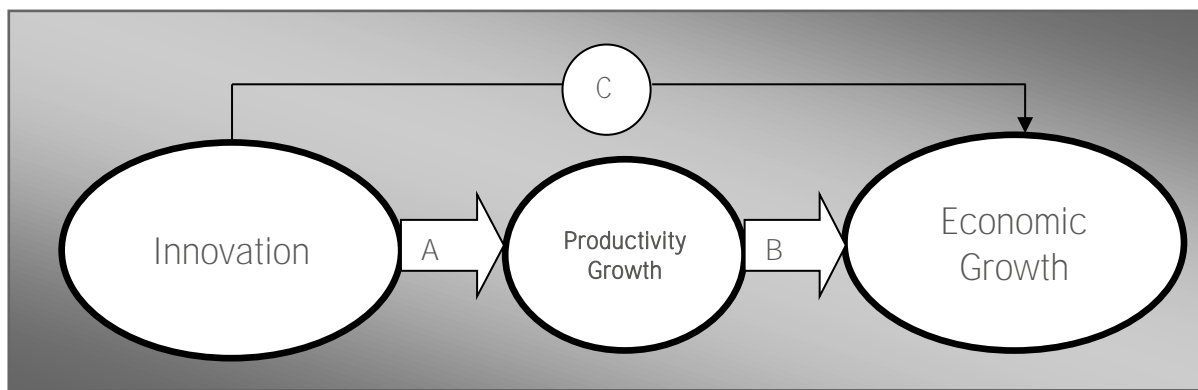 C
Innovation
A
Productivity
Growth
B
Economic
Growth